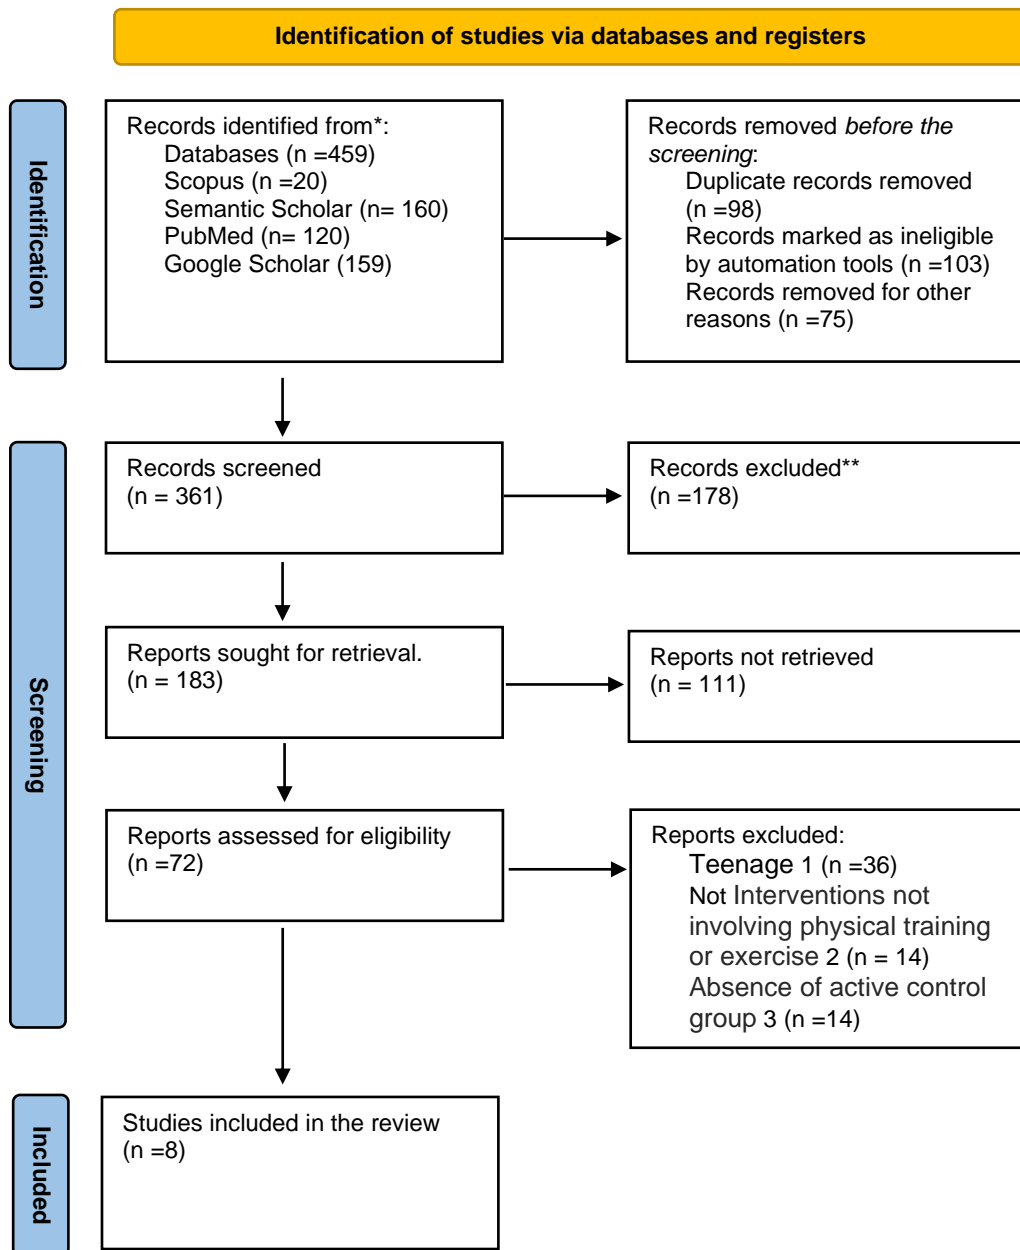 Identification of studies via databases and registers
Identification
Records identified from*:
Databases (n =459)
Scopus (n =20)
Semantic Scholar (n= 160)
PubMed (n= 120)
Google Scholar (159)
Records removed before the
screening:
Duplicate records removed
(n =98)
Records marked as ineligible
by automation tools (n =103)
Records removed for other
reasons (n =75)
Screening
Records screened
(n = 361)
Records excluded**
(n =178)
Reports sought for retrieval.
(n = 183)
Reports not retrieved
(n = 111)
Reports assessed for eligibility
(n =72)
Reports excluded:
Teenage 1 (n =36)
Not Interventions not
involving physical training
or exercise 2 (n = 14)
Absence of active control
group 3 (n =14)
Included
Studies included in the review
(n =8)